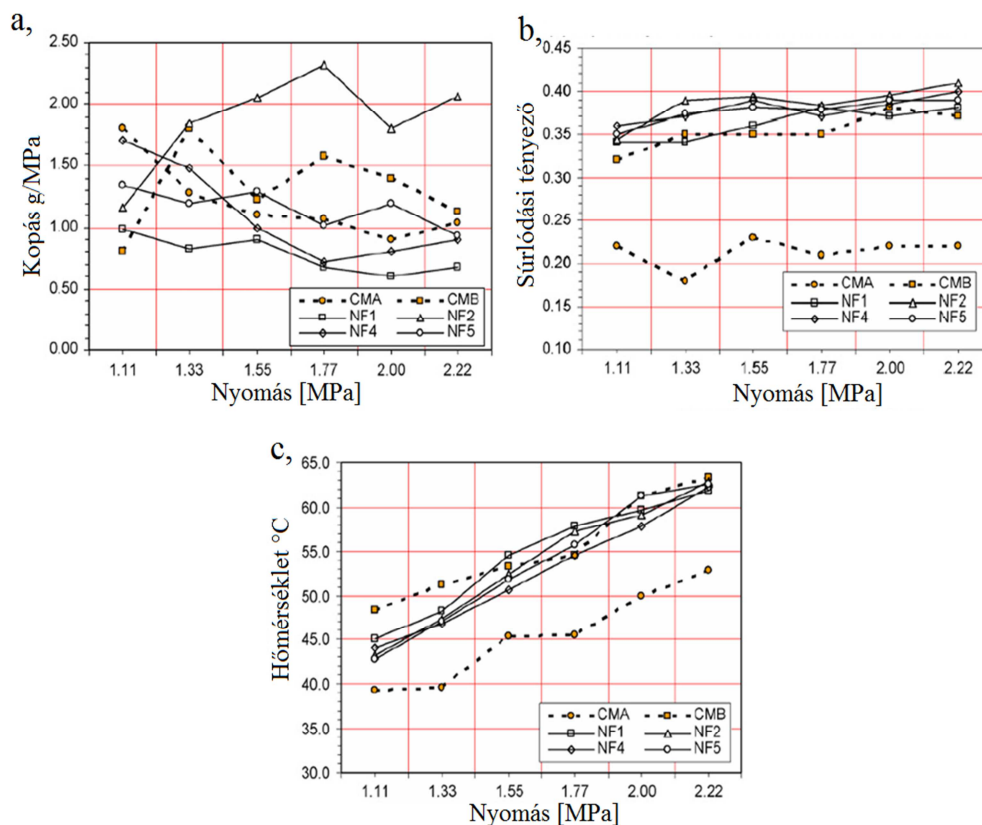 a,
Kopás g/MPa
2.50
2.00
1.50
1.00
0.50
0.00
CMA CMB
NF1 NF2
NF4 NF5
1.11 1.33 1.55 1.77 2.00 2.22
Nyomás [MPa]
b,
Súrlódási tényező
0.45
0.40
0.35
0.30
0.25
0.20
0.15
0.10
CMA CMB
NF1 NF2
NF4 NF5
1.11 1.33 1.55 1.77 2.00 2.22
Nyomás [MPa]
c,
Hőmérséklet °C
65.0
60.0
55.0
50.0
45.0
40.0
35.0
30.0
CMA CMB
NF1 NF2
NF4 NF5
1.11 1.33 1.55 1.77 2.00 2.22
Nyomás [MPa]